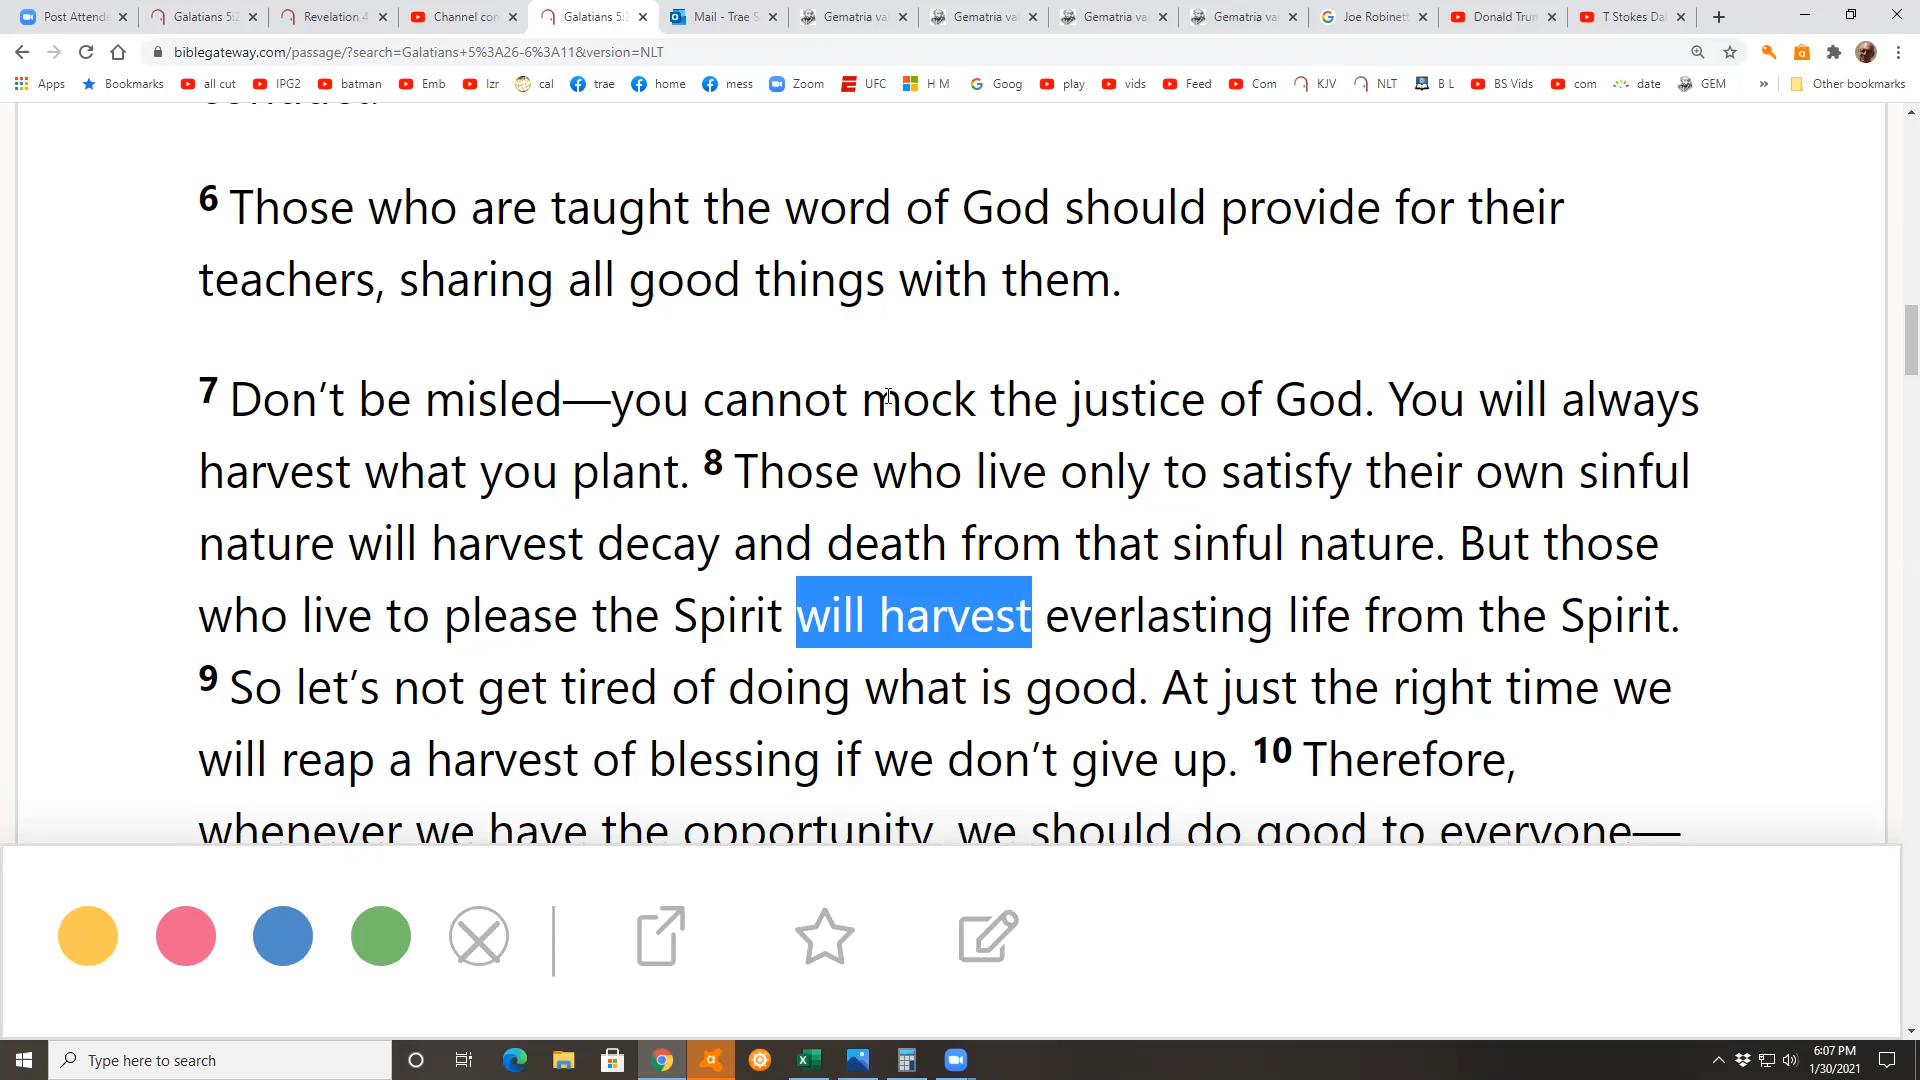 Post Attende
Galatians 5:2
Revelation 4
Channel con
Galatians 5:2
Mail - Trae S
Gematria va
Gematria val
Gematria val
Gematria va
Joe Robinett
Donald Trum
T Stokes Da
biblegateway.com/passage/?search=Galatians+5%3A26-6%3A11&version=NLT
Apps Bookmarks all cut IPG2 batman Emb lzr cal trae home mess Zoom UFC H M Goog play vids Feed Com KJV NLT B L BS Vids com date GEM » Other bookmarks
6 Those who are taught the word of God should provide for their
teachers, sharing all good things with them.
7 Don’t be misled—you cannot mock the justice of God. You will always
harvest what you plant. 8 Those who live only to satisfy their own sinful
nature will harvest decay and death from that sinful nature. But those
who live to please the Spirit will harvest everlasting life from the Spirit.
9 So let’s not get tired of doing what is good. At just the right time we
will reap a harvest of blessing if we don’t give up. 10 Therefore,
whenever we have the opportunity, we should do good to everyone—
Type here to search
6:07 PM
1/30/2021